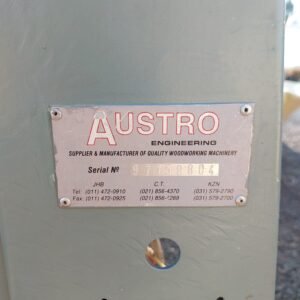 AUSTRO
ENGINEERING
SUPPLIER & MANUFACTURER OF QUALITY WOODWORKING MACHINERY
Serial Nº
JHB C.T. KZN
Tel: (011) 472-0910 (021) 856-4370 (031) 579-2790
Fax: (011) 472-0925 (021) 856-1268 (031) 579-2700